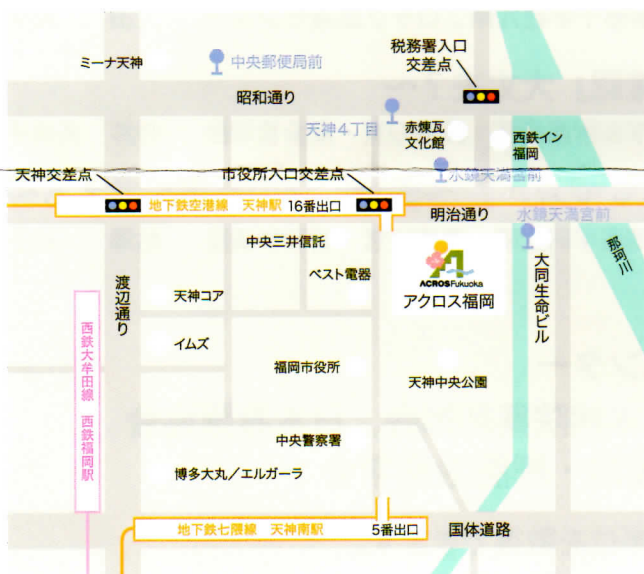 税務署入口
交差点
ミーナ天神
中央郵便局前
昭和通り
天神4丁目
赤煉瓦
文化館
西鉄イン
福岡
天神交差点
市役所入口交差点
水鏡天満宮前
地下鉄空港線 天神駅 16番出口
明治通り
水鏡天満宮前
那珂川
中央三井信託
ベスト電器
ACROS Fukuoka
アクロス福岡
大同生命ビル
渡辺通り
天神コア
イムズ
西鉄大牟田線 西鉄福岡駅
福岡市役所
天神中央公園
中央警察署
博多大丸/エルガーラ
地下鉄七隈線 天神南駅 5番出口
国体道路